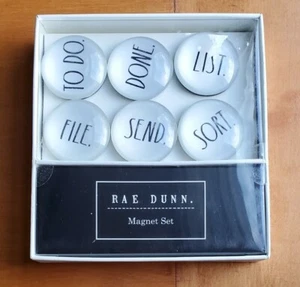 TO DO. DONE. LIST.
FILE. SEND. SORT.
RAE DUNN.
Magnet Set